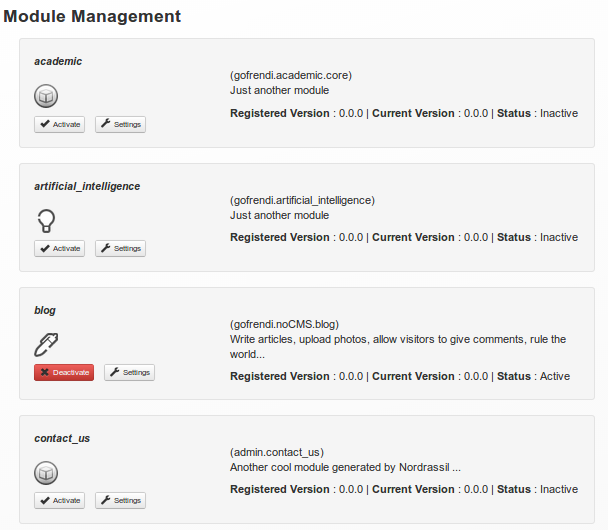 Module Management
academic
(gofrendi.academic.core)
Just another module
Registered Version : 0.0.0 | Current Version : 0.0.0 | Status : Inactive
Activate Settings
artificial_intelligence
(gofrendi.artificial_intelligence)
Just another module
Registered Version : 0.0.0 | Current Version : 0.0.0 | Status : Inactive
Activate Settings
blog
(gofrendi.noCMS.blog)
Write articles, upload photos, allow visitors to give comments, rule the
world...
Registered Version : 0.0.0 | Current Version : 0.0.0 | Status : Active
Deactivate Settings
contact_us
(admin.contact_us)
Another cool module generated by Nordrassil ...
Registered Version : 0.0.0 | Current Version : 0.0.0 | Status : Inactive
Activate Settings